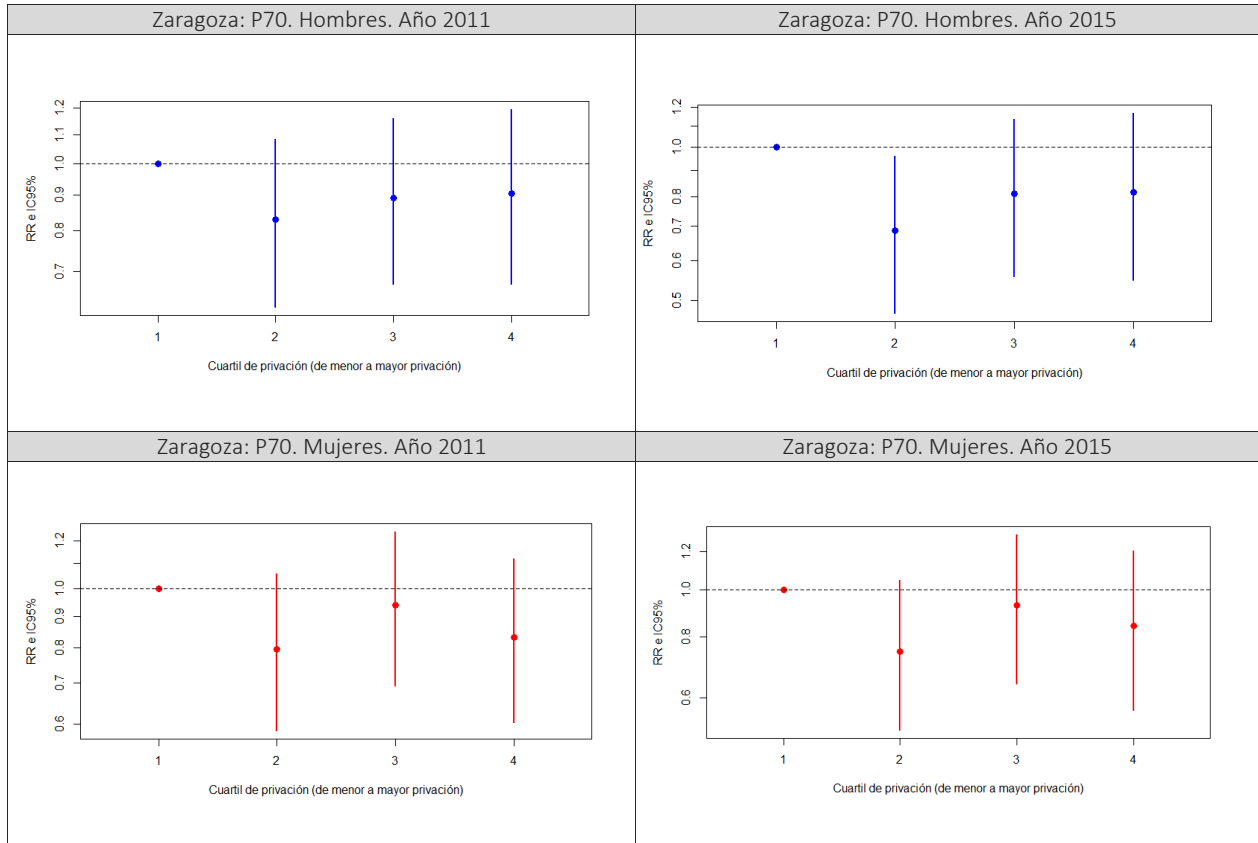 Zaragoza: P70. Hombres. Año 2011
RR e IC95%
1.2
1.1
1.0
0.9
0.8
0.7
1 2 3 4
Cuartil de privación (de menor a mayor privación)
Zaragoza: P70. Hombres. Año 2015
RR e IC95%
1.2
1.0
0.8
0.7
0.6
0.5
1 2 3 4
Cuartil de privación (de menor a mayor privación)
Zaragoza: P70. Mujeres. Año 2011
RR e IC95%
1.2
1.0
0.9
0.8
0.7
0.6
1 2 3 4
Cuartil de privación (de menor a mayor privación)
Zaragoza: P70. Mujeres. Año 2015
RR e IC95%
1.2
1.0
0.8
0.6
1 2 3 4
Cuartil de privación (de menor a mayor privación)